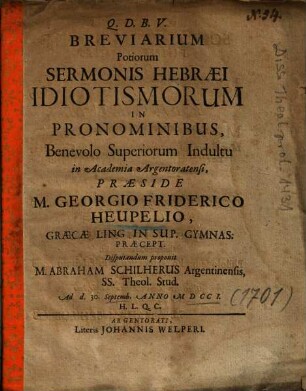 Nº 34.
Q. D. B. V.
BREVIARIUM
Potiorum
SERMONIS HEBRÆI
IDIOTISMORUM
IN
PRONOMINIBUS,
Benevolo Superiorum Indultu
in Academia Argentoratensi,
PRÆSIDE
M. GEORGIO FRIDERICO
HEUPELIO,
GRÆCÆ LING. IN SUP. GYMNAS:
PRÆCEPT.
Disputandum proponit
M. ABRAHAM SCHILHERUS Argentinensis,
SS. Theol. Stud.
Ad d. 30. Septemb. ANNO MDCCI.
(1701)
H. L. Q. C.
ARGENTORATI,
Literis JOHANNIS WELPERI.